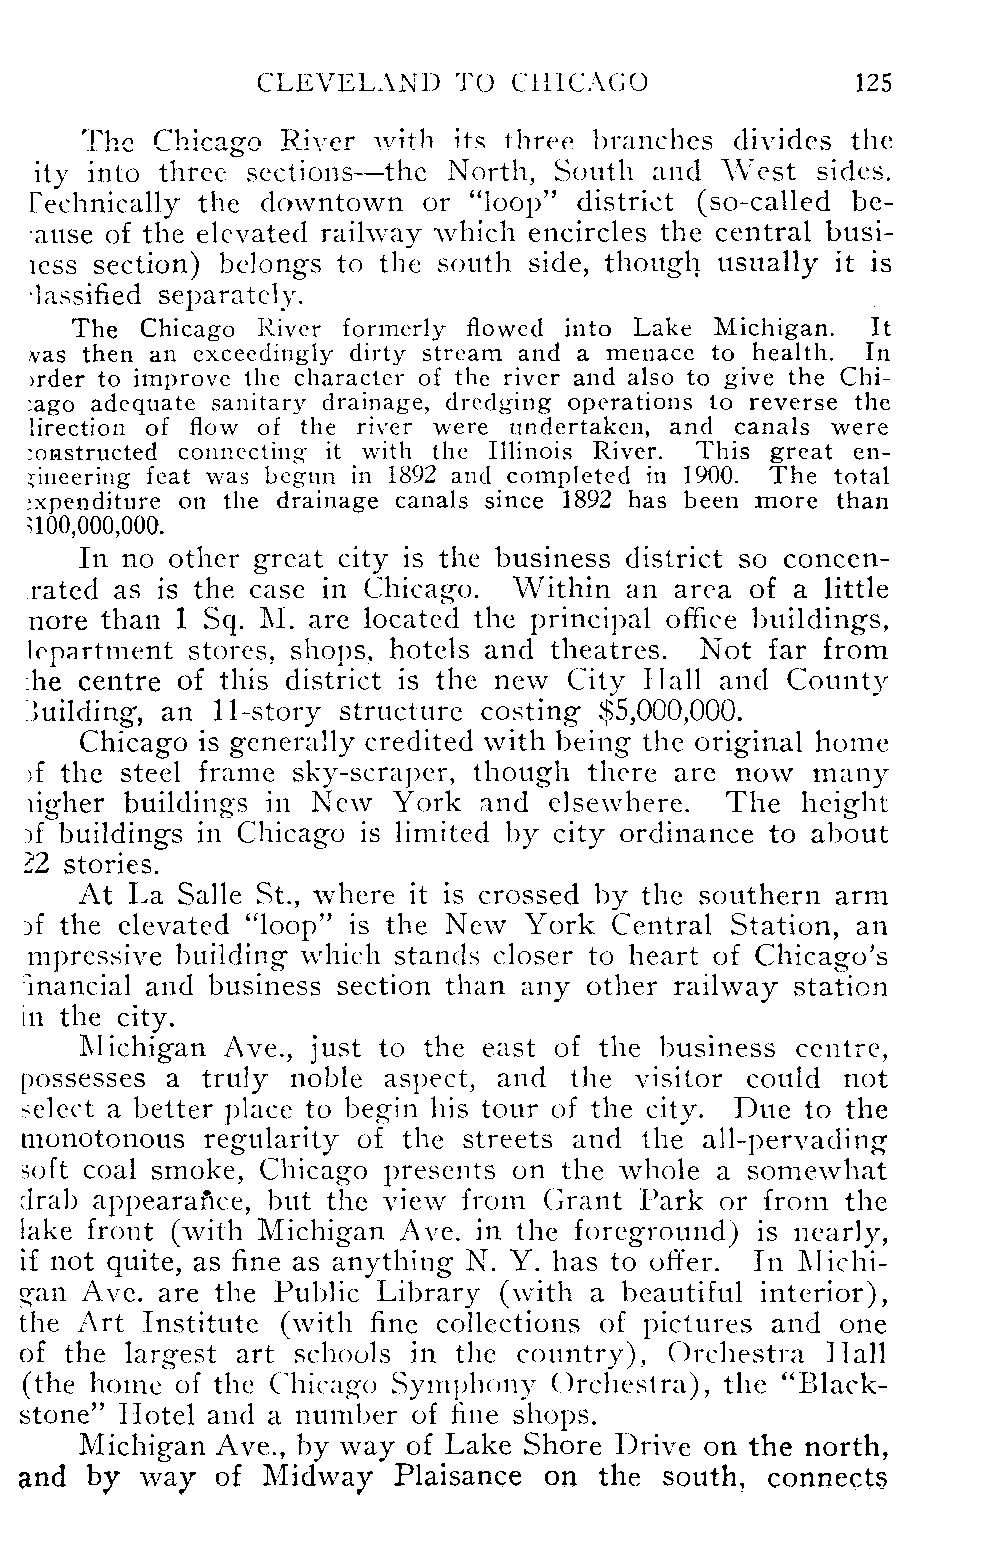 CLEVELAND TO CHICAGO 125
The Chicago River with its three branches divides the
ity into three sections—the North, South and West sides.
Technically the downtown or “loop” district (so-called be-
ause of the elevated railway which encircles the central busi-
ness section) belongs to the south side, though usually it is
lassified separately.
The Chicago River formerly flowed into Lake Michigan. It
was then an exceedingly dirty stream and a menace to health. In
order to improve the character of the river and also to give the Chi-
cago adequate sanitary drainage, dredging operations to reverse the
direction of flow of the river were undertaken, and canals were
constructed connecting it with the Illinois River. This great en-
gineering feat was begun in 1892 and completed in 1900. The total
expenditure on the drainage canals since 1892 has been more than
$100,000,000.
In no other great city is the business district so concen-
rated as is the case in Chicago. Within an area of a little
more than 1 Sq. M. are located the principal office buildings,
department stores, shops, hotels and theatres. Not far from
the centre of this district is the new City Hall and County
Building, an 11-story structure costing $5,000,000.
Chicago is generally credited with being the original home
of the steel frame sky-scraper, though there are now many
higher buildings in New York and elsewhere. The height
of buildings in Chicago is limited by city ordinance to about
22 stories.
At La Salle St., where it is crossed by the southern arm
of the elevated “loop” is the New York Central Station, an
mpressive building which stands closer to heart of Chicago's
financial and business section than any other railway station
in the city.
Michigan Ave., just to the east of the business centre,
possesses a truly noble aspect, and the visitor could not
select a better place to begin his tour of the city. Due to the
monotonous regularity of the streets and the all-pervading
soft coal smoke, Chicago presents on the whole a somewhat
drab appearance, but the view from Grant Park or from the
lake front (with Michigan Ave. in the foreground) is nearly,
if not quite, as fine as anything N. Y. has to offer. In Michi-
gan Ave. are the Public Library (with a beautiful interior),
the Art Institute (with fine collections of pictures and one
of the largest art schools in the country), Orchestra Hall
(the home of the Chicago Symphony Orchestra), the “Black-
stone” Hotel and a number of fine shops.
Michigan Ave., by way of Lake Shore Drive on the north,
and by way of Midway Plaisance on the south, connects